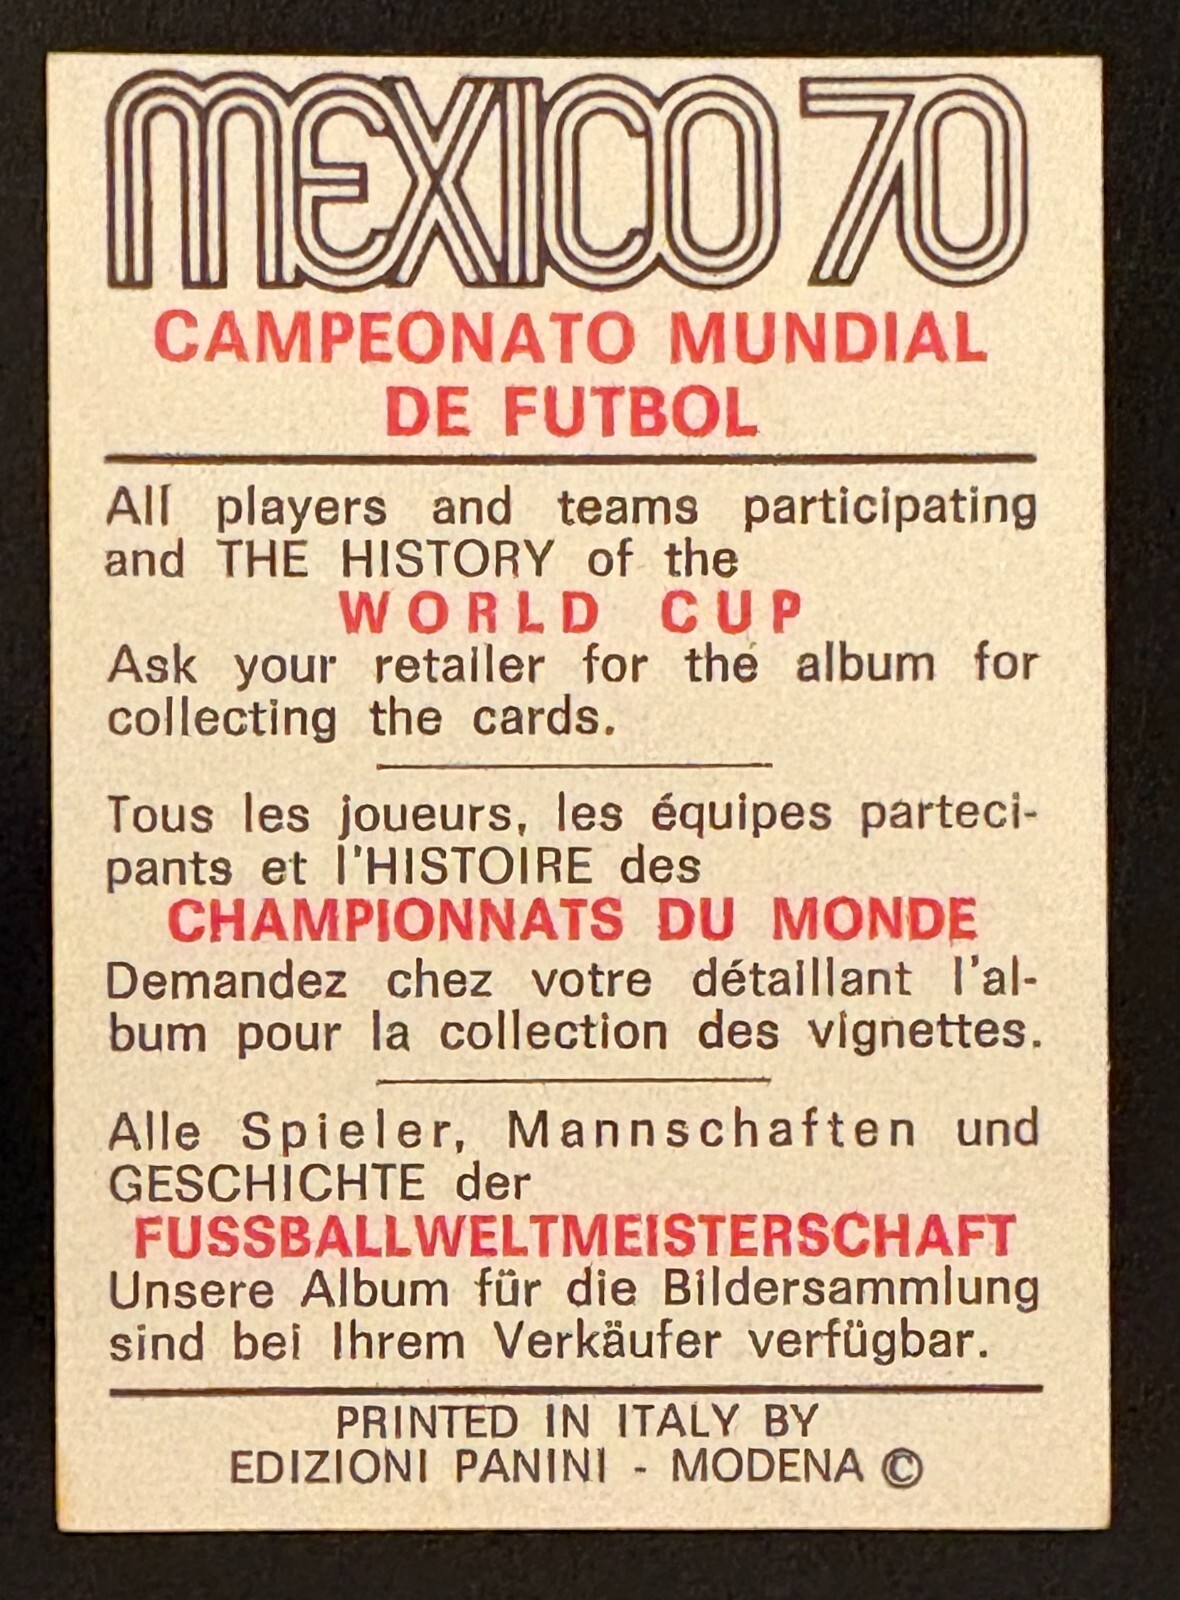 MEXICO 70
CAMPEONATO MUNDIAL
DE FUTBOL
All players and teams participating
and THE HISTORY of the
WORLD CUP
Ask your retailer for the album for
collecting the cards.
Tous les joueurs, les équipes parteci-
pants et l'HISTOIRE des
CHAMPIONNATS DU MONDE
Demandez chez votre détaillant l'al-
bum pour la collection des vignettes.
Alle Spieler, Mannschaften und
GESCHICHTE der
FUSSBALLWELTMEISTERSCHAFT
Unsere Album für die Bildersammlung
sind bei Ihrem Verkäufer verfügbar.
PRINTED IN ITALY BY
EDIZIONI PANINI - MODENA ©